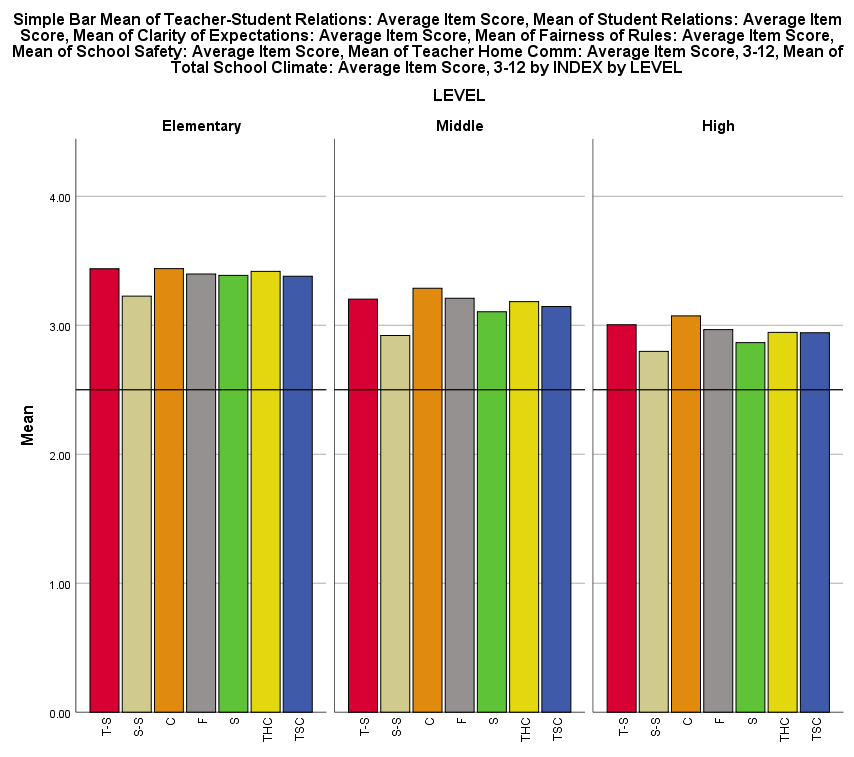 Simple Bar Mean of Teacher-Student Relations: Average Item Score, Mean of Student Relations: Average Item
Score, Mean of Clarity of Expectations: Average Item Score, Mean of Fairness of Rules: Average Item Score,
Mean of School Safety: Average Item Score, Mean of Teacher Home Comm: Average Item Score, 3-12, Mean of
Total School Climate: Average Item Score, 3-12 by INDEX by LEVEL
LEVEL
Elementary Middle High
4.00
3.00
2.00
1.00
0.00
Mean
T-S S-S C F S THC TSC T-S S-S C F S THC TSC T-S S-S C F S THC TSC